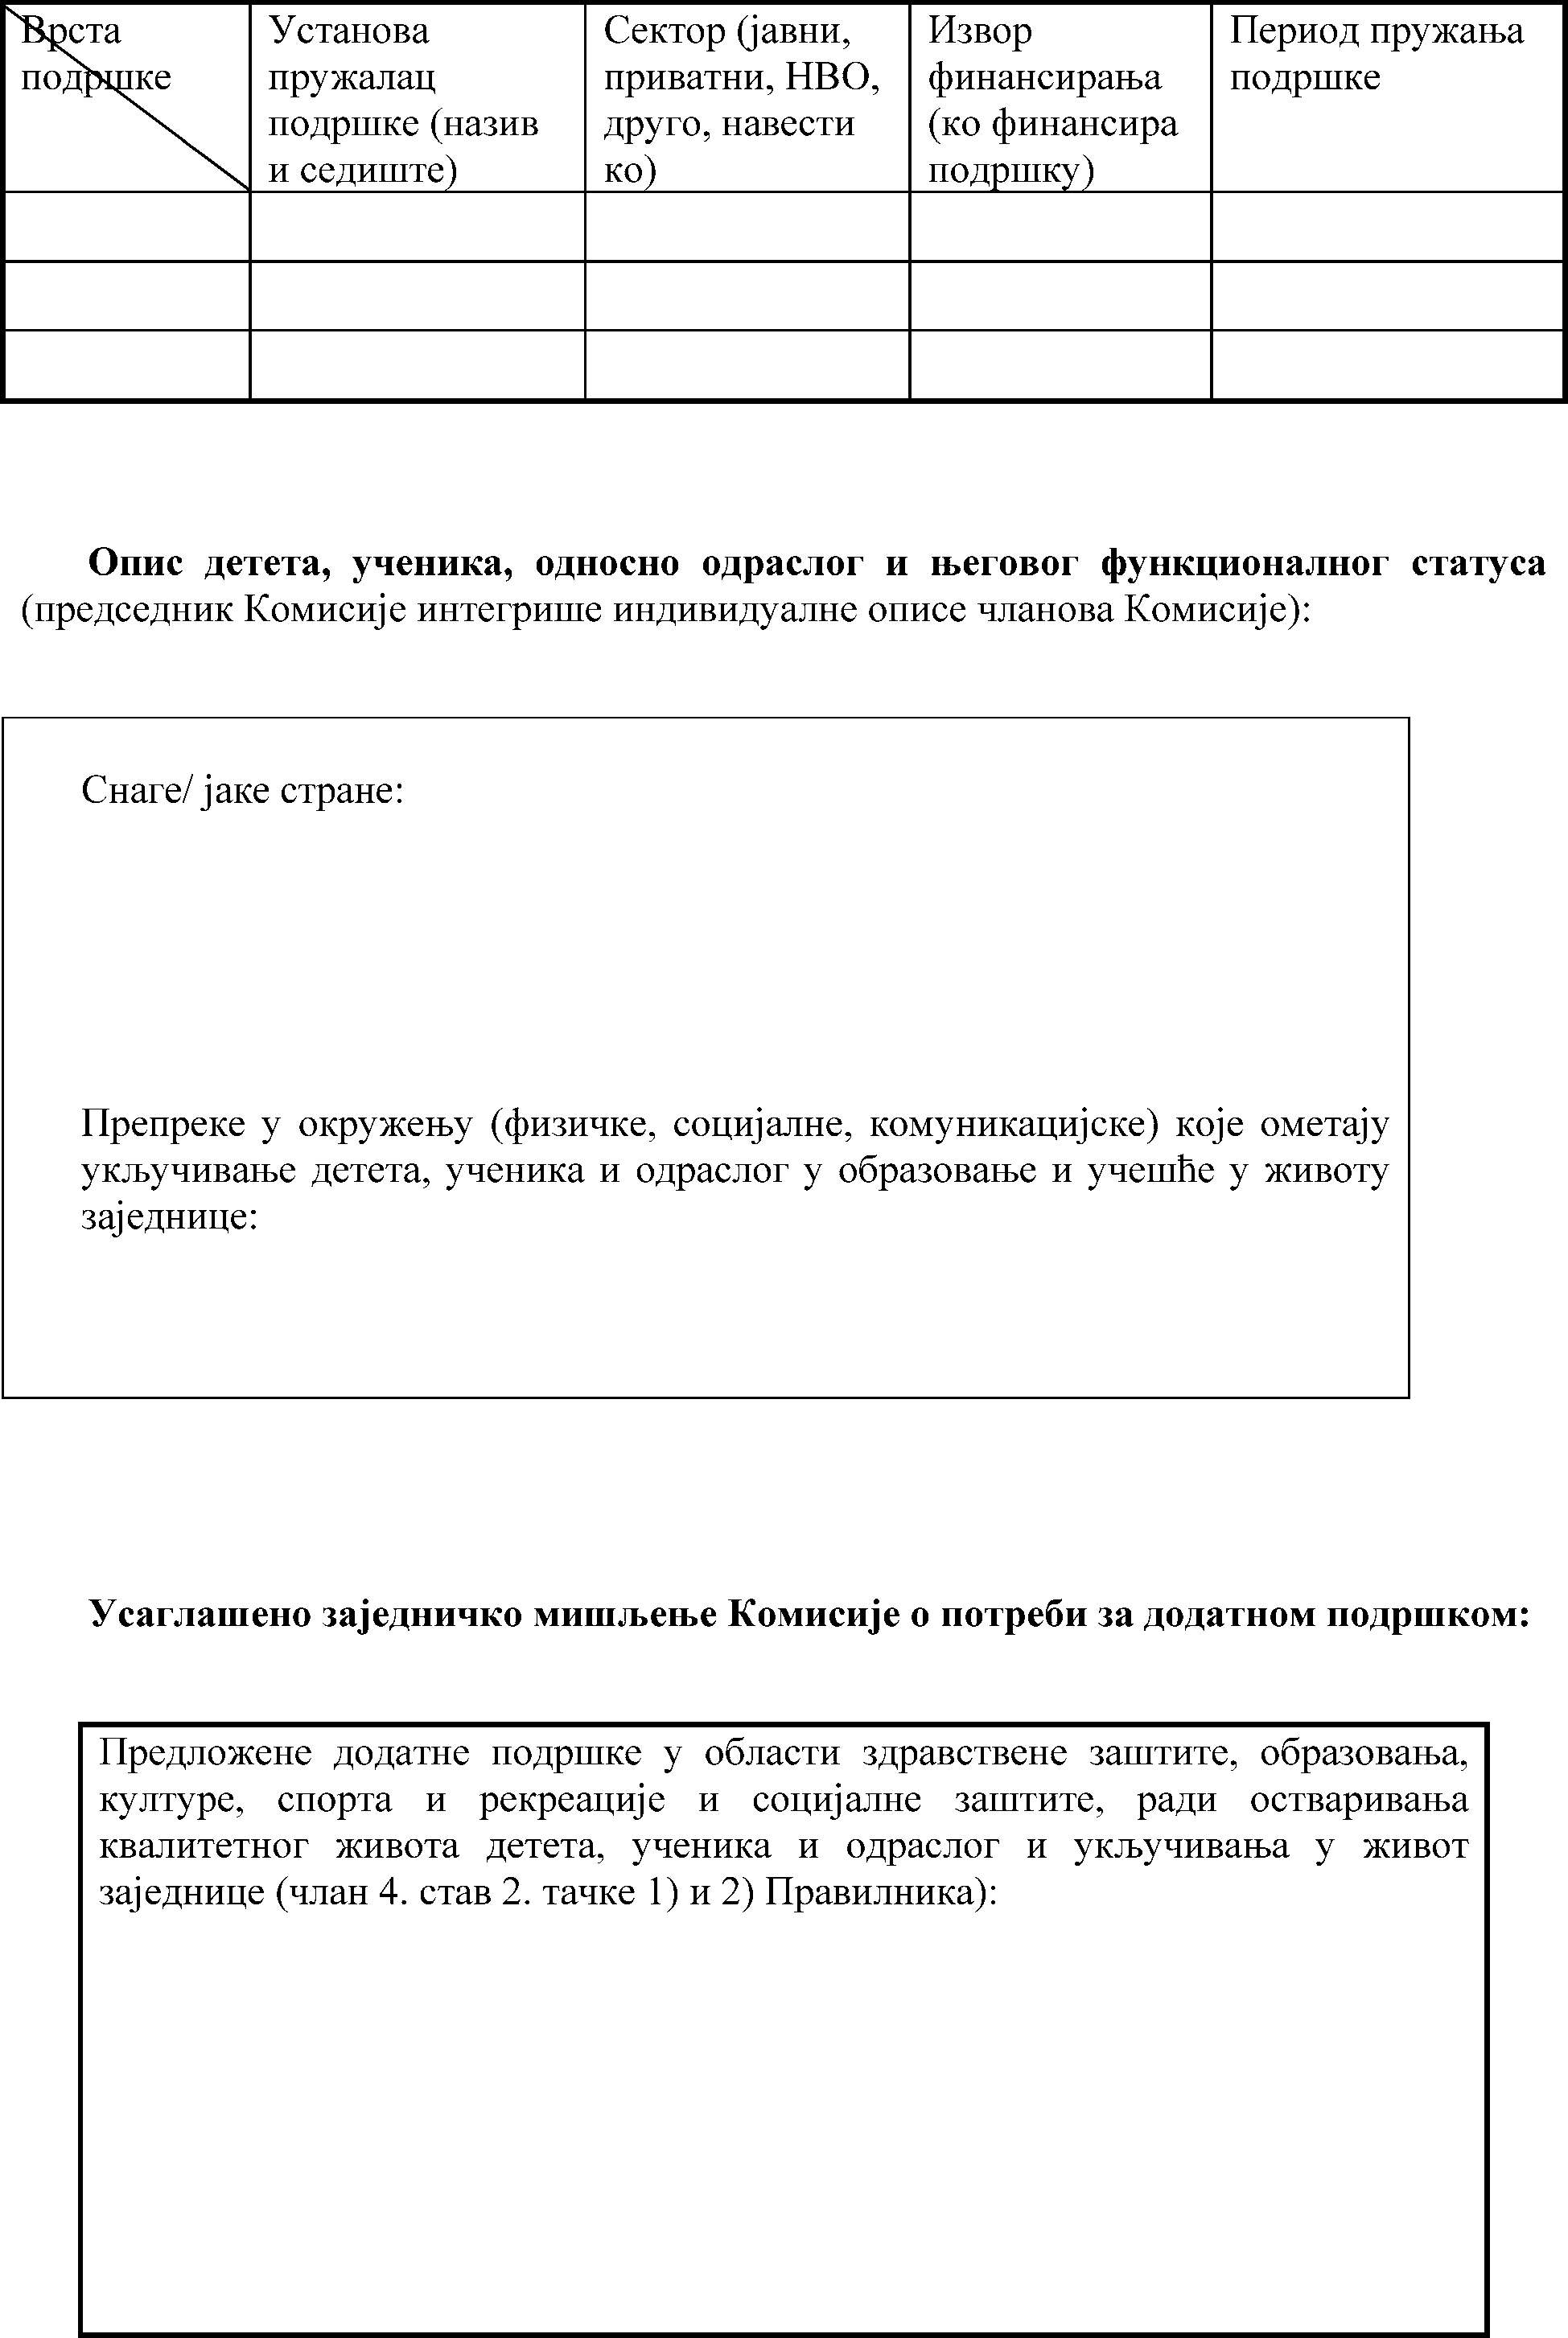 Врста
подршке
Установа
пружалац
подршке (назив
и седиште)
Сектор (јавни,
приватни, НВО,
друго, навести
ко)
Извор
финансирања
(ко финансира
подршку)
Период пружања
подршке
Опис детета, ученика, односно одраслог и његовог функционалног статуса
(председник Комисије интегрише индивидуалне описе чланова Комисије):
Снаге/ јаке стране:
Препреке у окружењу (физичке, социјалне, комуникацијске) које ометају
укључивање детета, ученика и одраслог у образовање и учешће у животу
заједнице:
Усаглашено заједничко мишљење Комисије о потреби за додатном подршком:
Предложене додатне подршке у области здравствене заштите, образовања,
културе, спорта и рекреације и социјалне заштите, ради остваривања
квалитетног живота детета, ученика и одраслог и укључивања у живот
заједнице (члан 4. став 2. тачке 1) и 2) Правилника):